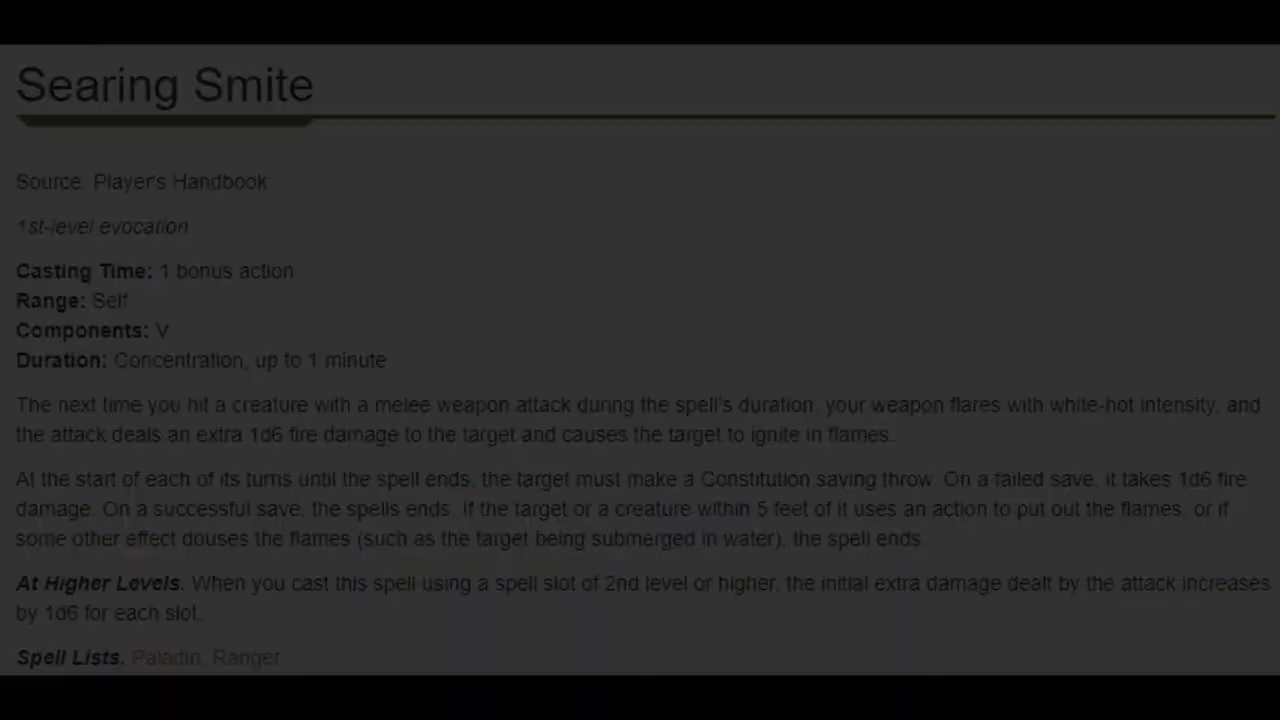 Searing Smite
Source: Player's Handbook
1st-level evocation
Casting Time: 1 bonus action
Range: Self
Components: V
Duration: Concentration, up to 1 minute
The next time you hit a creature with a melee weapon attack during the spell's duration, your weapon flares with white-hot intensity, and
the attack deals an extra 1d6 fire damage to the target and causes the target to ignite in flames.
At the start of each of its turns until the spell ends, the target must make a Constitution saving throw. On a failed save, it takes 1d6 fire
damage. On a successful save, the spells ends. If the target or a creature within 5 feet of it uses an action to put out the flames, or if
some other effect douses the flames (such as the target being submerged in water), the spell ends.
At Higher Levels. When you cast this spell using a spell slot of 2nd level or higher, the initial extra damage dealt by the attack increases
by 1d6 for each slot.
Spell Lists. Paladin, Ranger